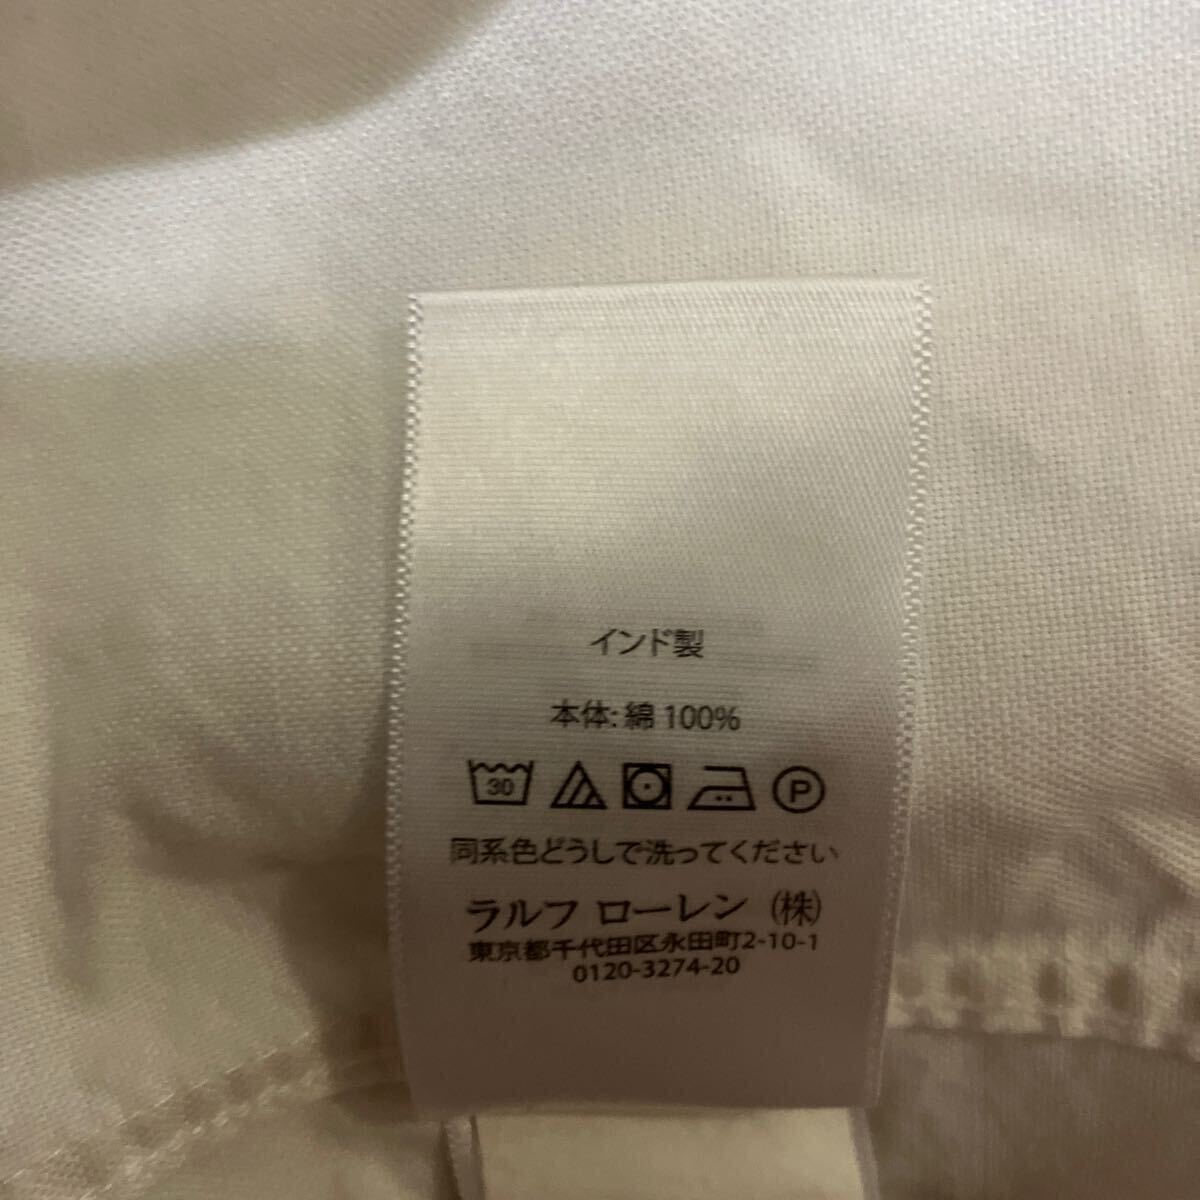 インド製
本体: 綿 100%
30 P
同系色どうしで洗ってください
ラルフ ローレン (株)
東京都千代田区永田町2-10-1
0120-3274-20